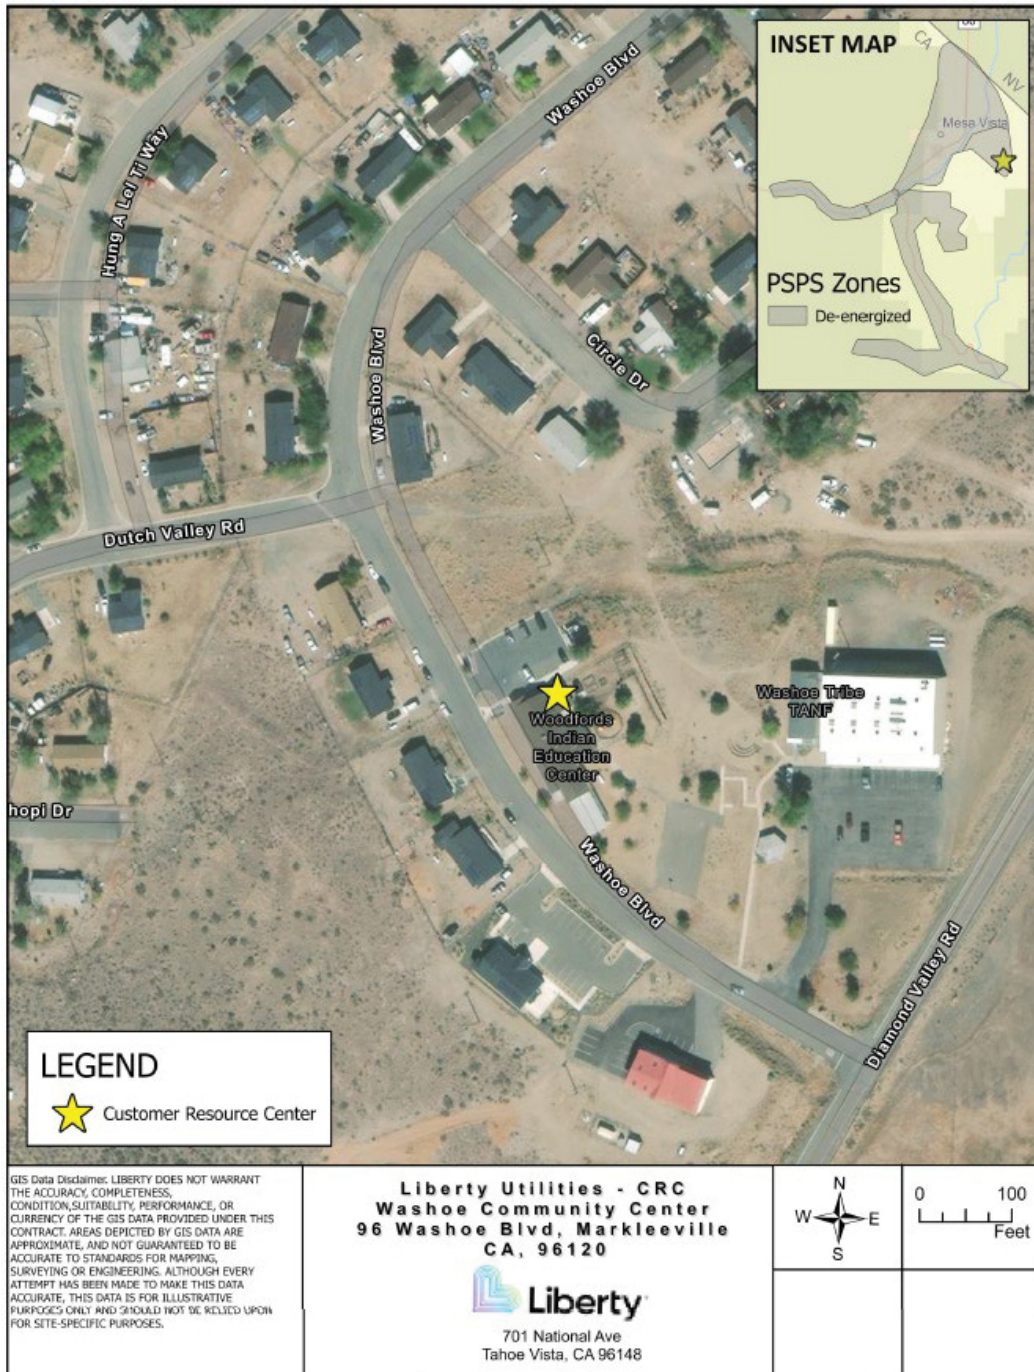 INSET MAP
CA
NV
Mesa Vista
PSPS Zones
De-energized
Washoe Blvd
Hung A Lel Ti Way
Washoe Blvd
Circle Dr
Dutch Valley Rd
Washoe Tribe
TANF
Woodfords
Indian
Education
Center
hopi Dr
Washoe Blvd
Diamond Valley Rd
LEGEND
Customer Resource Center
GIS Data Disclaimer. LIBERTY DOES NOT WARRANT
THE ACCURACY, COMPLETENESS,
CONDITION,SUITABILITY, PERFORMANCE, OR
CURRENCY OF THE GIS DATA PROVIDED UNDER THIS
CONTRACT. AREAS DEPICTED BY GIS DATA ARE
APPROXIMATE, AND NOT GUARANTEED TO BE
ACCURATE TO STANDARDS FOR MAPPING,
SURVEYING OR ENGINEERING. ALTHOUGH EVERY
ATTEMPT HAS BEEN MADE TO MAKE THIS DATA
ACCURATE, THIS DATA IS FOR ILLUSTRATIVE
PURPOSES ONLY AND SHOULD NOT BE RELIED UPON
FOR SITE-SPECIFIC PURPOSES.
Liberty Utilities - CRC
Washoe Community Center
96 Washoe Blvd, Markleeville
CA, 96120
Liberty
701 National Ave
Tahoe Vista, CA 96148
N
W E
S
0 100
Feet